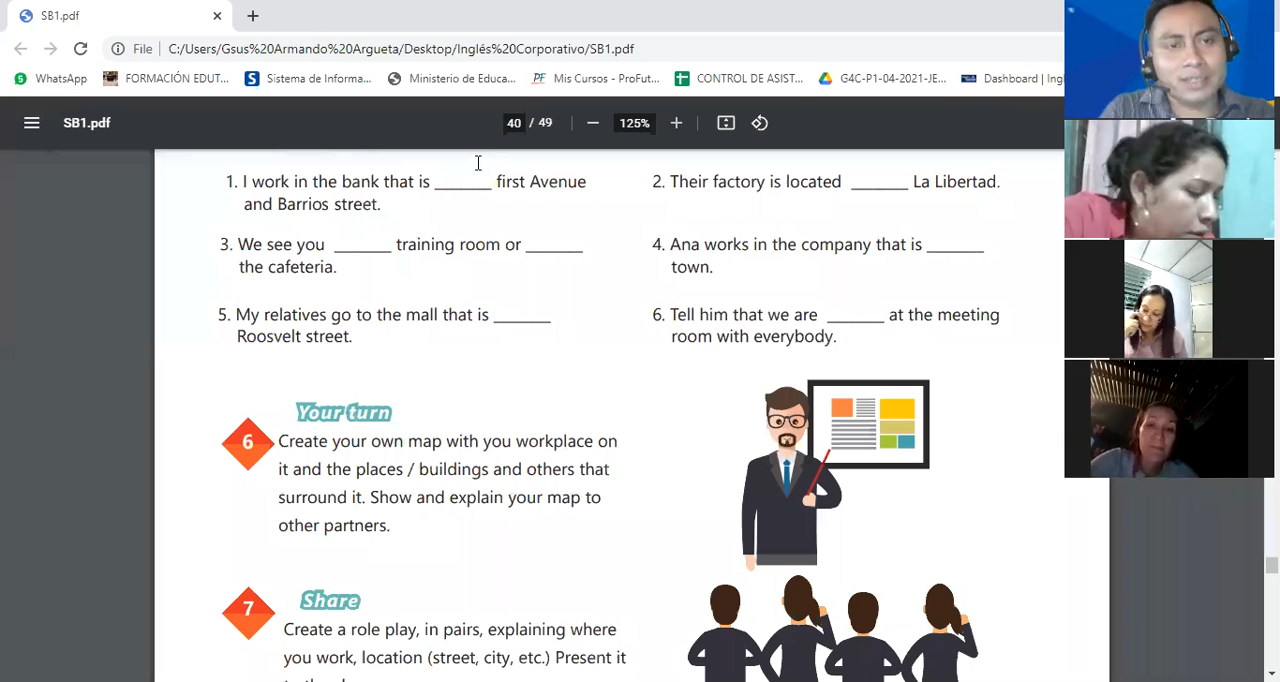 SB1.pdf
File C:/Users/Gsus%20Armando%20Argueta/Desktop/Inglés%20Corporativo/SB1.pdf
WhatsApp FORMACIÓN EDUT... Sistema de Informa... Ministerio de Educa... Mis Cursos - ProFut... CONTROL DE ASIST... G4C-P1-04-2021-JE... Dashboard | Ingl
SB1.pdf 40 / 49 125%
1. I work in the bank that is _______ first Avenue
and Barrios street.
2. Their factory is located _______ La Libertad.
3. We see you _______ training room or _______
the cafeteria.
4. Ana works in the company that is _______
town.
5. My relatives go to the mall that is _______
Roosvelt street.
6. Tell him that we are _______ at the meeting
room with everybody.
6 Your turn
Create your own map with you workplace on
it and the places / buildings and others that
surround it. Show and explain your map to
other partners.
7 Share
Create a role play, in pairs, explaining where
you work, location (street, city, etc.) Present it